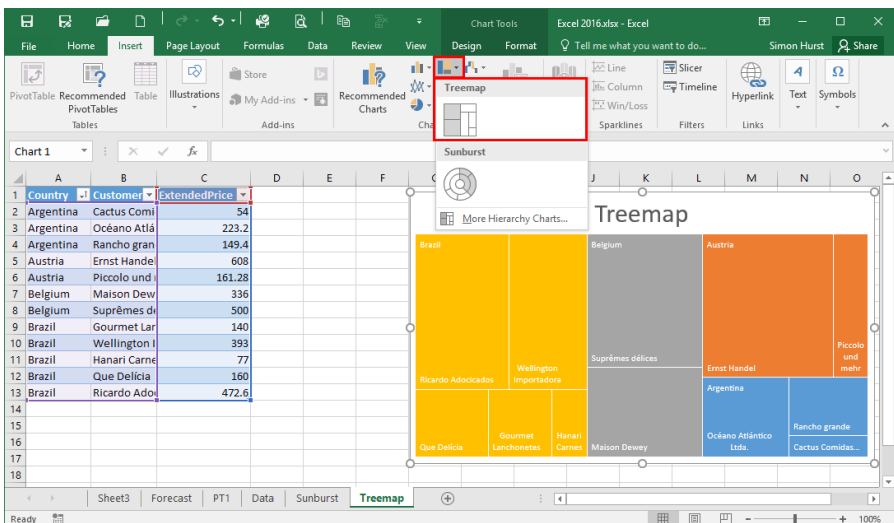 Chart Tools
Excel 2016.xlsx - Excel
File Home Insert Page Layout Formulas Data Review View Design Format Tell me what you want to do... Simon Hurst Share
PivotTable
Recommended
PivotTables
Table
Tables
Illustrations
Store
My Add-ins
Add-ins
Recommended
Charts
Line
Column
Win/Loss
Sparklines
Slicer
Timeline
Filters
Hyperlink
Links
Text
Symbols
Treemap
Sunburst
More Hierarchy Charts...
Chart 1
fx
A B C D E F J K L M N O
1 Country Customer ExtendedPrice
2 Argentina Cactus Comi 54
3 Argentina Océano Atlá 223.2
4 Argentina Rancho gran 149.4
5 Austria Ernst Handel 608
6 Austria Piccolo und 161.28
7 Belgium Maison Dew 336
8 Belgium Suprêmes dé 500
9 Brazil Gourmet Lar 140
10 Brazil Wellington I 393
11 Brazil Hanari Carne 77
12 Brazil Que Delícia 160
13 Brazil Ricardo Ado 472.6
14
15
16
17
18
Treemap
Brazil
Ricardo Adocicados
Wellington
Importadora
Que Delícia
Gourmet
Lanchonetes
Hanari
Carnes
Belgium
Suprêmes délices
Maison Dewey
Austria
Ernst Handel
Piccolo
und
mehr
Argentina
Océano Atlántico
Ltda.
Rancho grande
Cactus Comidas...
Sheet3 Forecast PT1 Data Sunburst Treemap
Ready
100%